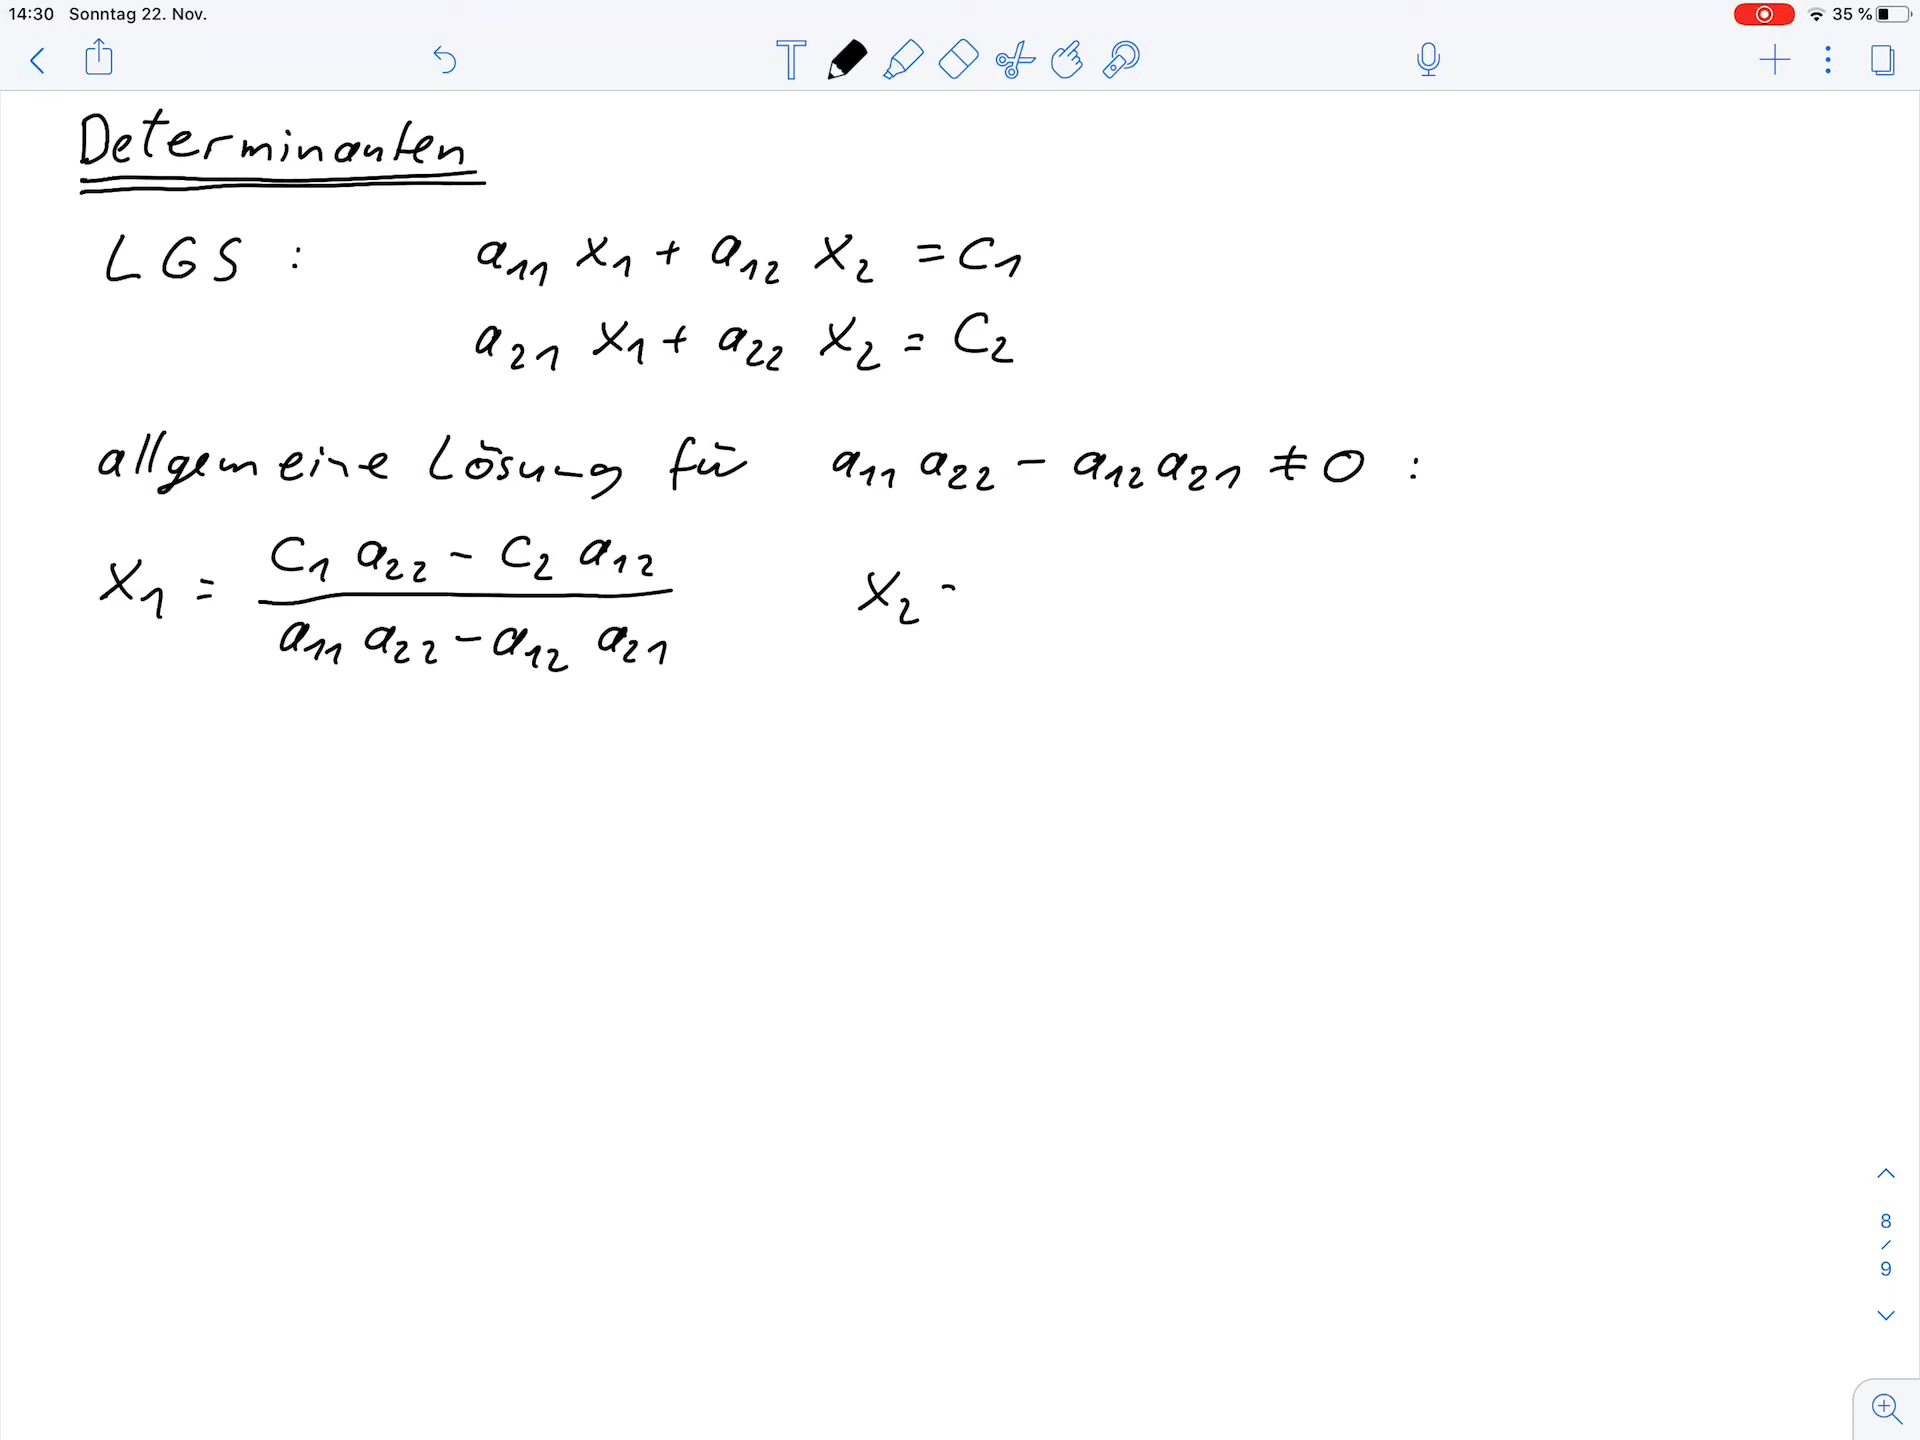 14:30 Sonntag 22. Nov. 35 %
T
Determinanten
LGS : a₁₁ x₁ + a₁₂ x₂ = c₁
a₂₁ x₁ + a₂₂ x₂ = c₂
allgemeine Lösung für a₁₁ a₂₂ - a₁₂ a₂₁ ≠ 0 :
x₁ = (c₁ a₂₂ - c₂ a₁₂) / (a₁₁ a₂₂ - a₁₂ a₂₁) x₂ -
8
/
9